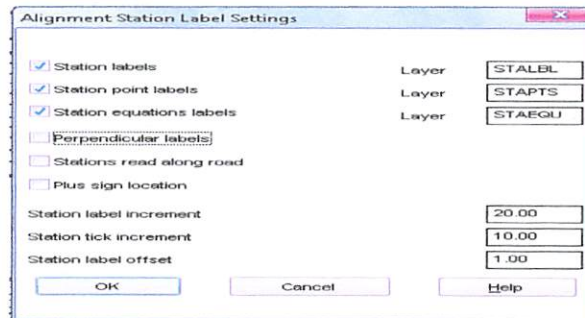 Alignment Station Label Settings
Station labels Layer STALBL
Station point labels Layer STAPTS
Station equations labels Layer STAEQU
Perpendicular labels
Stations read along road
Plus sign location
Station label increment 20.00
Station tick increment 10.00
Station label offset 1.00
OK Cancel Help